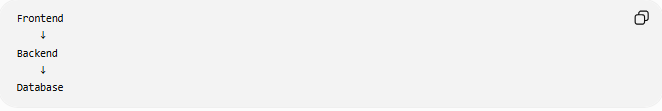 Frontend
↓
Backend
↓
Database